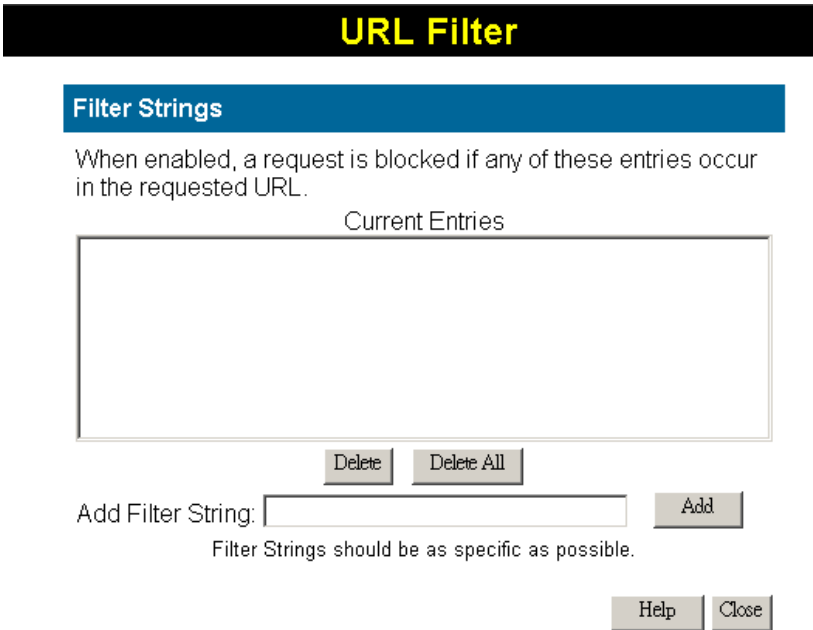 URL Filter
Filter Strings
When enabled, a request is blocked if any of these entries occur
in the requested URL.
Current Entries
Delete Delete All
Add Filter String: Add
Filter Strings should be as specific as possible.
Help Close